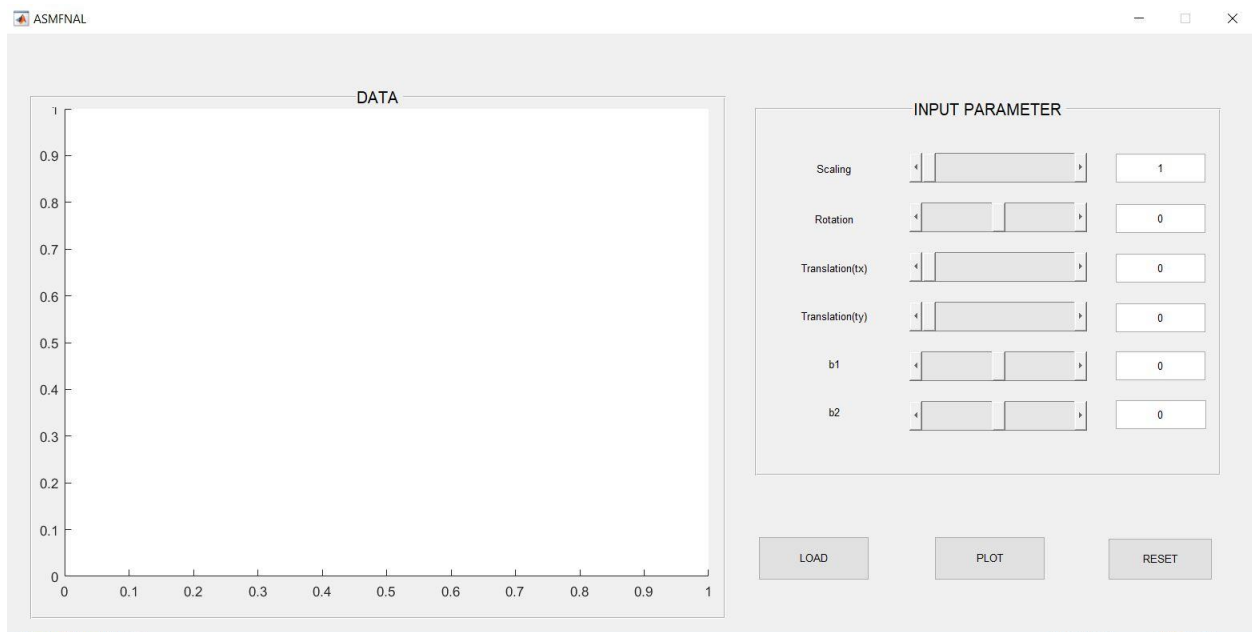 ASMFNAL
DATA
1
0.9
0.8
0.7
0.6
0.5
0.4
0.3
0.2
0.1
0
0 0.1 0.2 0.3 0.4 0.5 0.6 0.7 0.8 0.9 1
INPUT PARAMETER
Scaling 1
Rotation 0
Translation(tx) 0
Translation(ty) 0
b1 0
b2 0
LOAD PLOT RESET